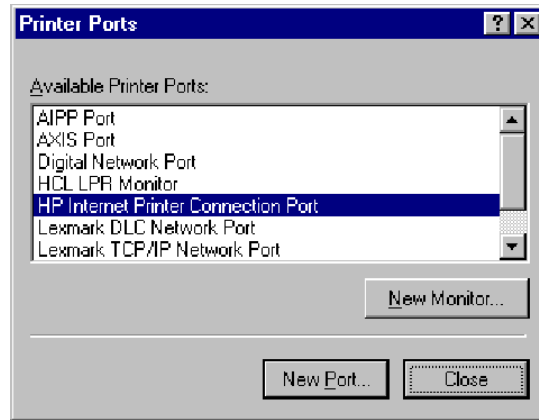 Printer Ports
Available Printer Ports:
AIPP Port
AXIS Port
Digital Network Port
HCL LPR Monitor
HP Internet Printer Connection Port
Lexmark DLC Network Port
Lexmark TCP/IP Network Port
New Monitor...
New Port...
Close